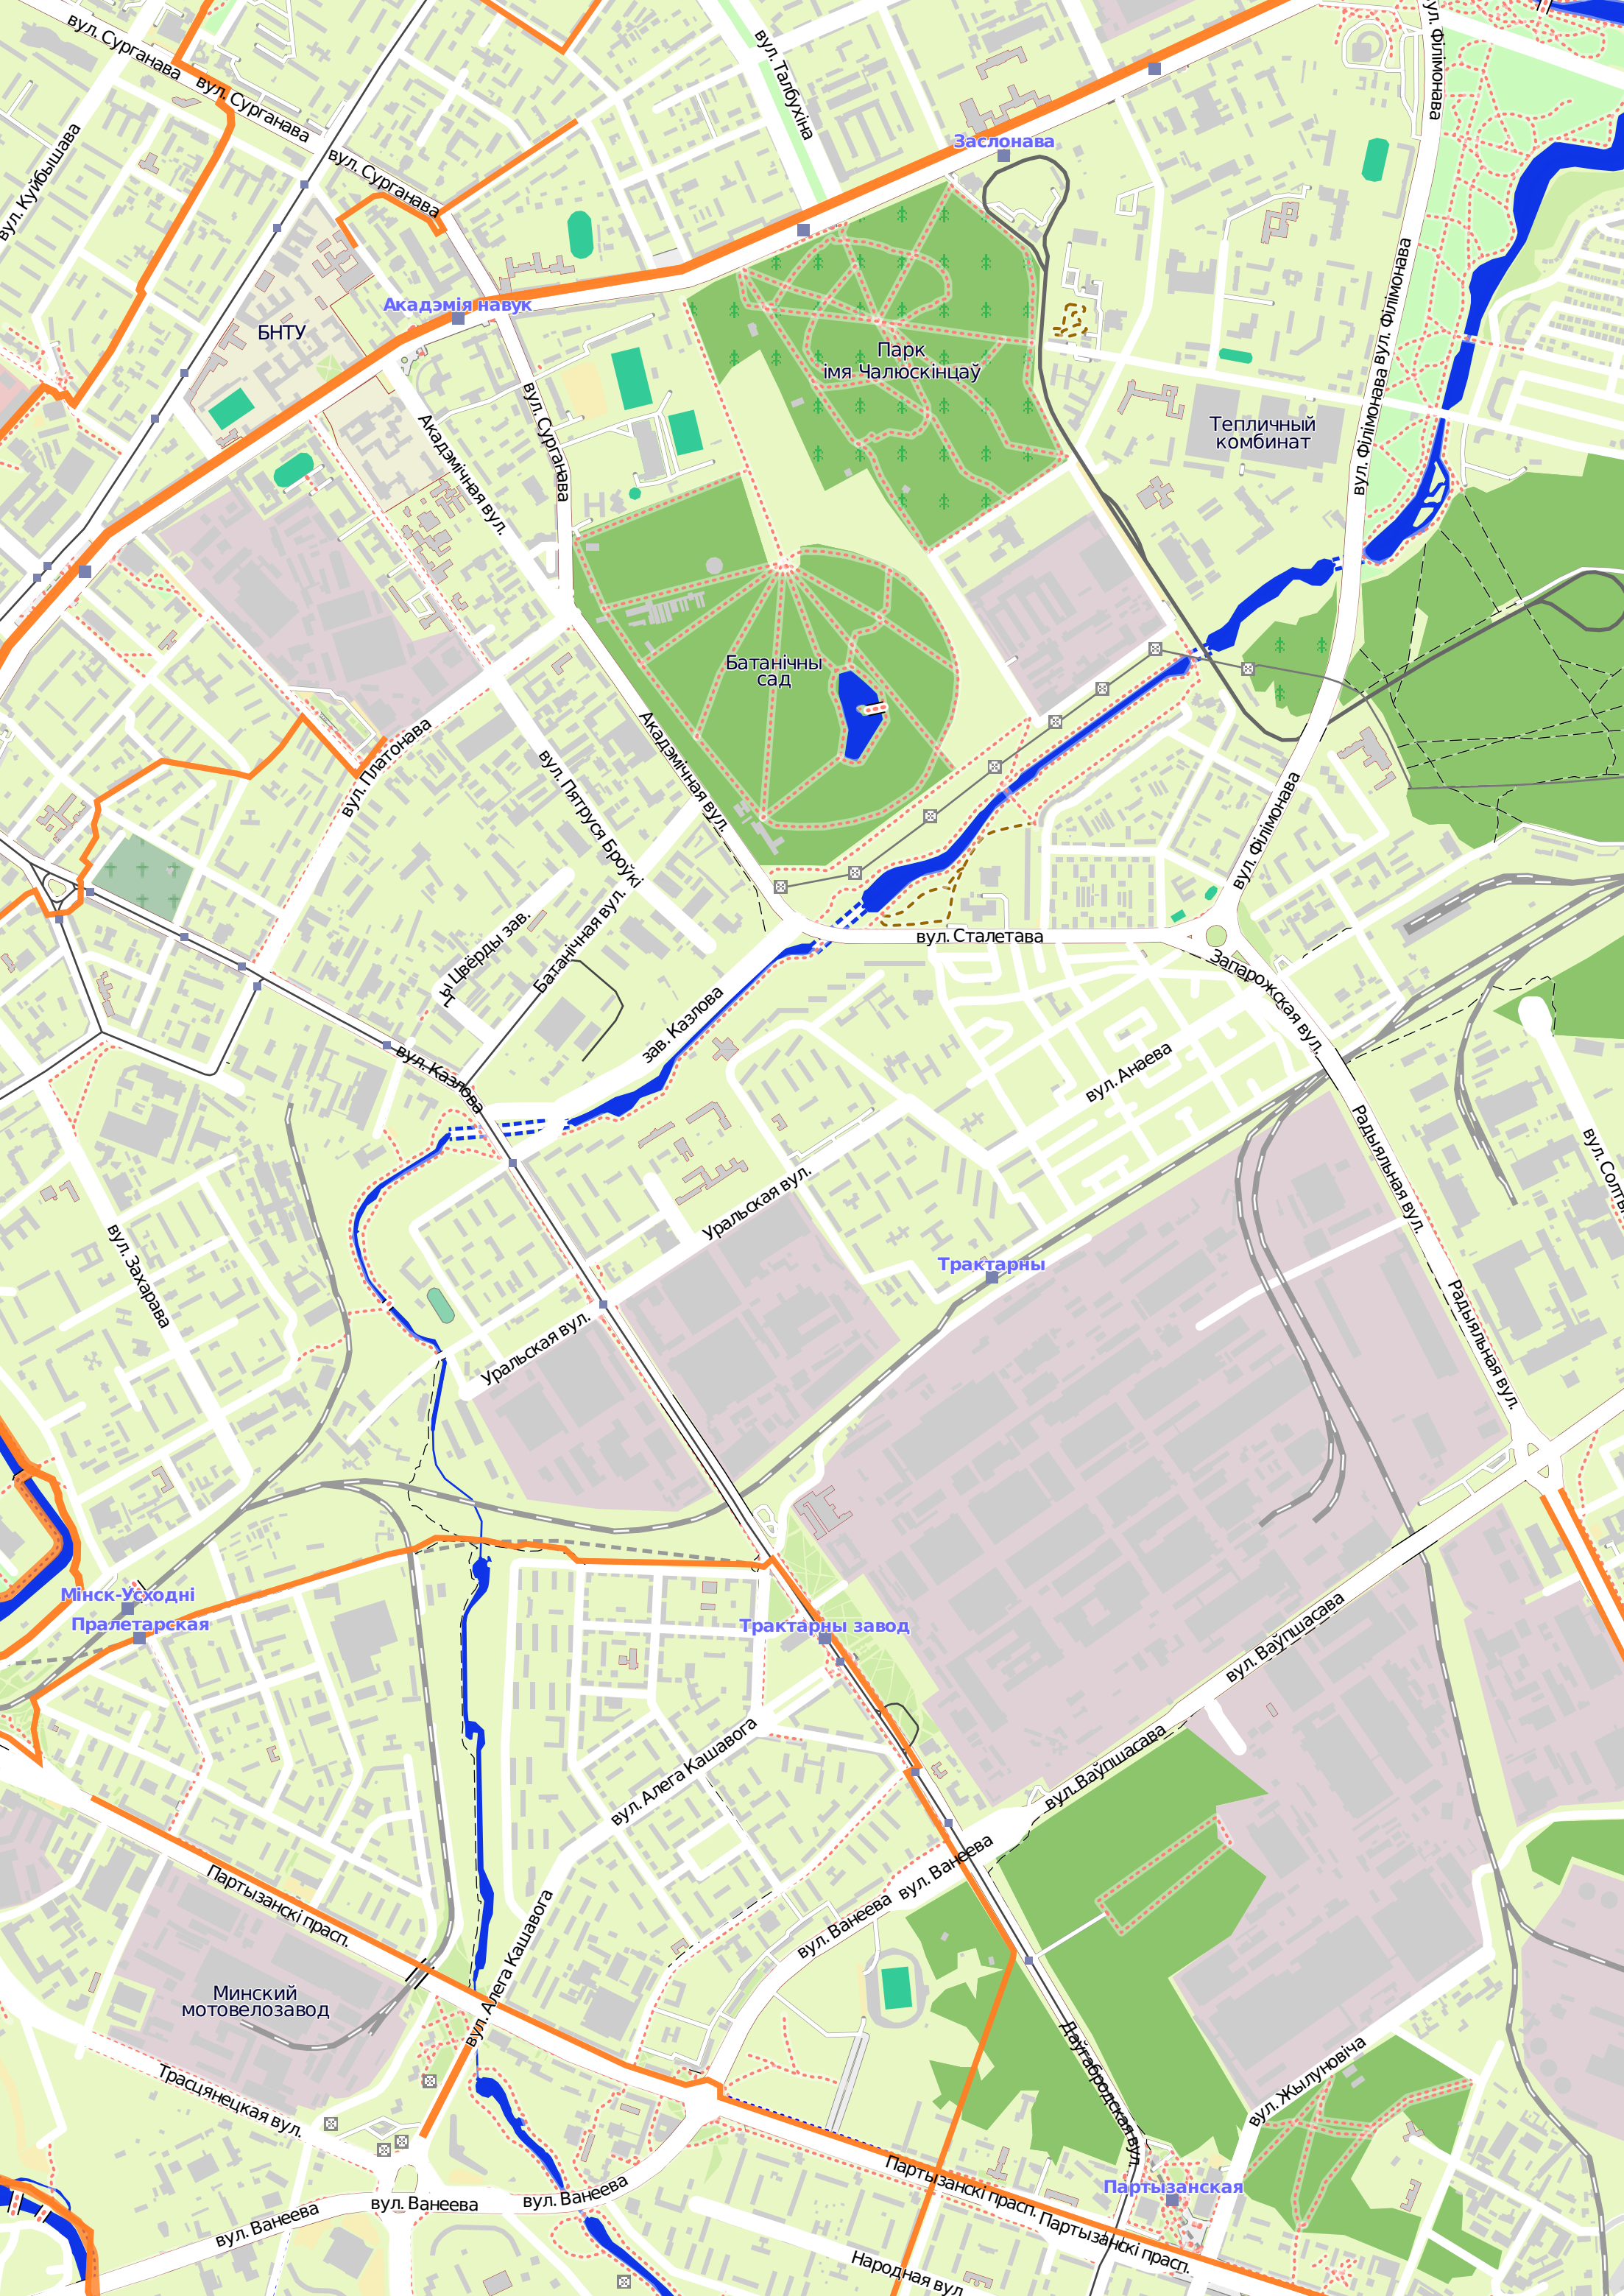 вул. Сурганава
вул. Сурганава
вул. Сурганава
вул. Талбухіна
вул. Філімонава
вул. Куйбышава
Заслонава
Акадэмія навук
БНТУ
Парк
імя Чалюскінцаў
вул. Філімонава
вул. Філімонава
Тепличный
комбинат
Акадэмічная вул.
вул. Сурганава
Батанічны
сад
Акадэмічная вул.
вул. Платонава
вул. Пятруся Броўкі
вул. Філімонава
ы Цвёрды зав.
Батанічная вул.
вул. Сталетава
Запарожская вул.
зав. Казлова
вул. Казлова
вул. Анаева
Радыяльная вул.
вул. Солты
Уральская вул.
вул. Захарава
Трактарны
Уральская вул.
Радыяльная вул.
Мінск-Усходні
Пралетарская
Трактарны завод
вул. Ваўпшасава
вул. Алега Кашавога
вул. Ваўпшасава
вул. Ванеева
вул. Ванеева
Партызанскі прасп.
вул. Алега Кашавога
Минский
мотовелозавод
Даўгабродская вул.
вул. Жылуновіча
Трасцянецкая вул.
Партызанскі прасп.
Партызанская
вул. Ванеева
вул. Ванеева
вул. Ванеева
Партызанскі прасп.
Народная вул.